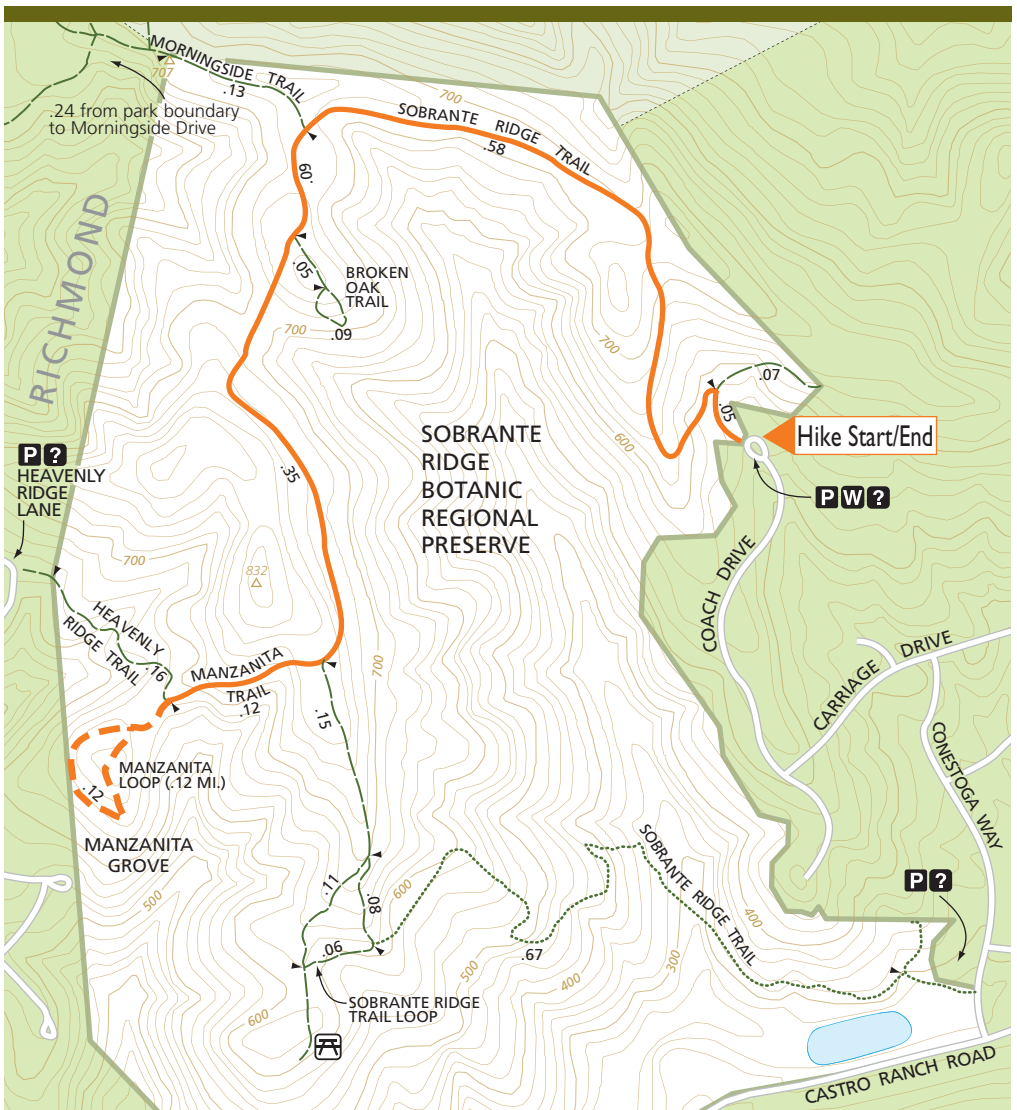 MORNINGSIDE TRAIL
707
.13
.24 from park boundary
to Morningside Drive
700
SOBRANTE RIDGE TRAIL
.58
.09
RICHMOND
.05
BROKEN
OAK
TRAIL
.09
700
700
.07
.05
Hike Start/End
600
SOBRANTE
RIDGE
BOTANIC
REGIONAL
PRESERVE
P ?
HEAVENLY
RIDGE
LANE
.35
P W ?
700
832
COACH DRIVE
HEAVENLY
RIDGE TRAIL
.16
MANZANITA
TRAIL
.12
700
.15
CARRIAGE DRIVE
CONESTOGA WAY
MANZANITA
LOOP (.12 MI.)
.12
MANZANITA
GROVE
500
.11
.08
600
SOBRANTE RIDGE TRAIL
400
P ?
.06
.67
500
400
300
SOBRANTE RIDGE
TRAIL LOOP
600
CASTRO RANCH ROAD